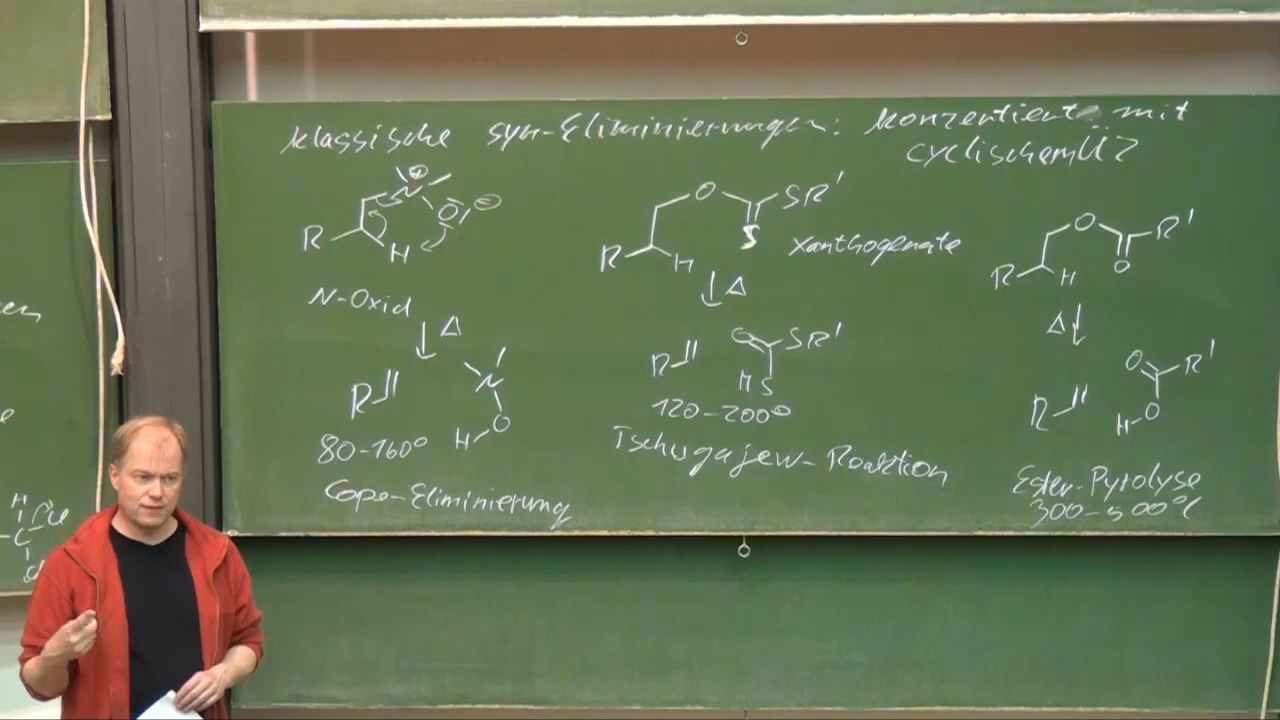 klassische syn-Eliminierungen: konzertiert mit
cyclischem ÜZ
N ⊕
R
H
O ⊖
N-Oxid
Δ
R
N
H O
80-160°
Cope-Eliminierung
O SR'
S
R H
Xanthogenate
Δ
R
O SR'
H S
120-200°
Tschugajew-Reaktion
O R'
O
R H
Δ
R
O R'
H O
Ester-Pyrolyse
300-500°C
en
e
H
C